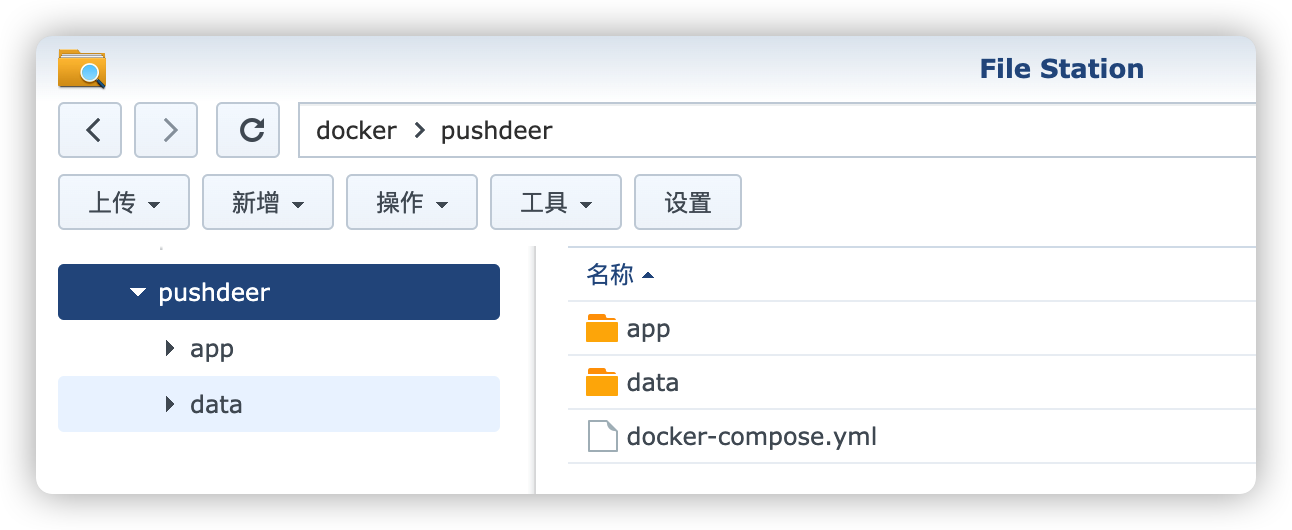 File Station
docker > pushdeer
上传 新增 操作 工具 设置
pushdeer
app
data
名称
app
data
docker-compose.yml